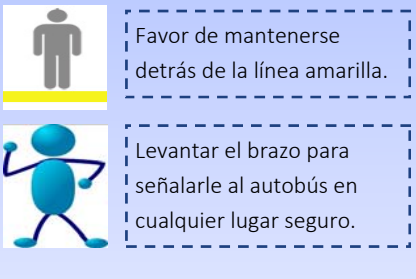 Favor de mantenerse
detrás de la línea amarilla.
Levantar el brazo para
señalarle al autobús en
cualquier lugar seguro.